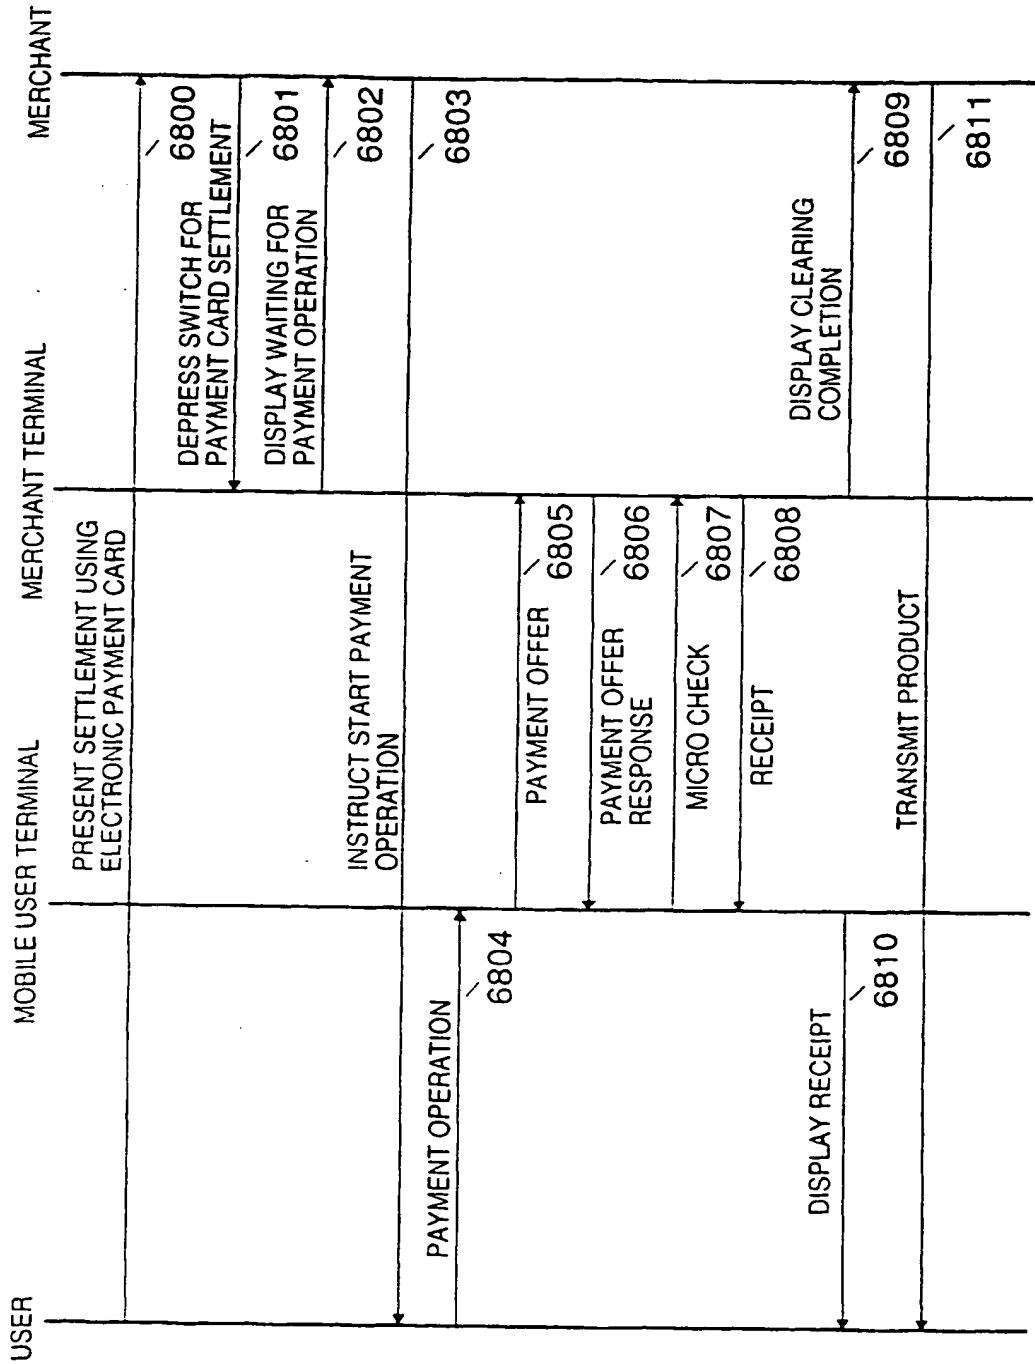 USER
MOBILE USER TERMINAL
MERCHANT TERMINAL
MERCHANT
PRESENT SETTLEMENT USING
ELECTRONIC PAYMENT CARD
6800
DEPRESS SWITCH FOR
PAYMENT CARD SETTLEMENT
6801
DISPLAY WAITING FOR
PAYMENT OPERATION
6802
INSTRUCT START PAYMENT
OPERATION
6803
PAYMENT OPERATION
6804
PAYMENT OFFER
6805
PAYMENT OFFER
RESPONSE
6806
MICRO CHECK
6807
RECEIPT
6808
DISPLAY CLEARING
COMPLETION
6809
DISPLAY RECEIPT
6810
TRANSMIT PRODUCT
6811